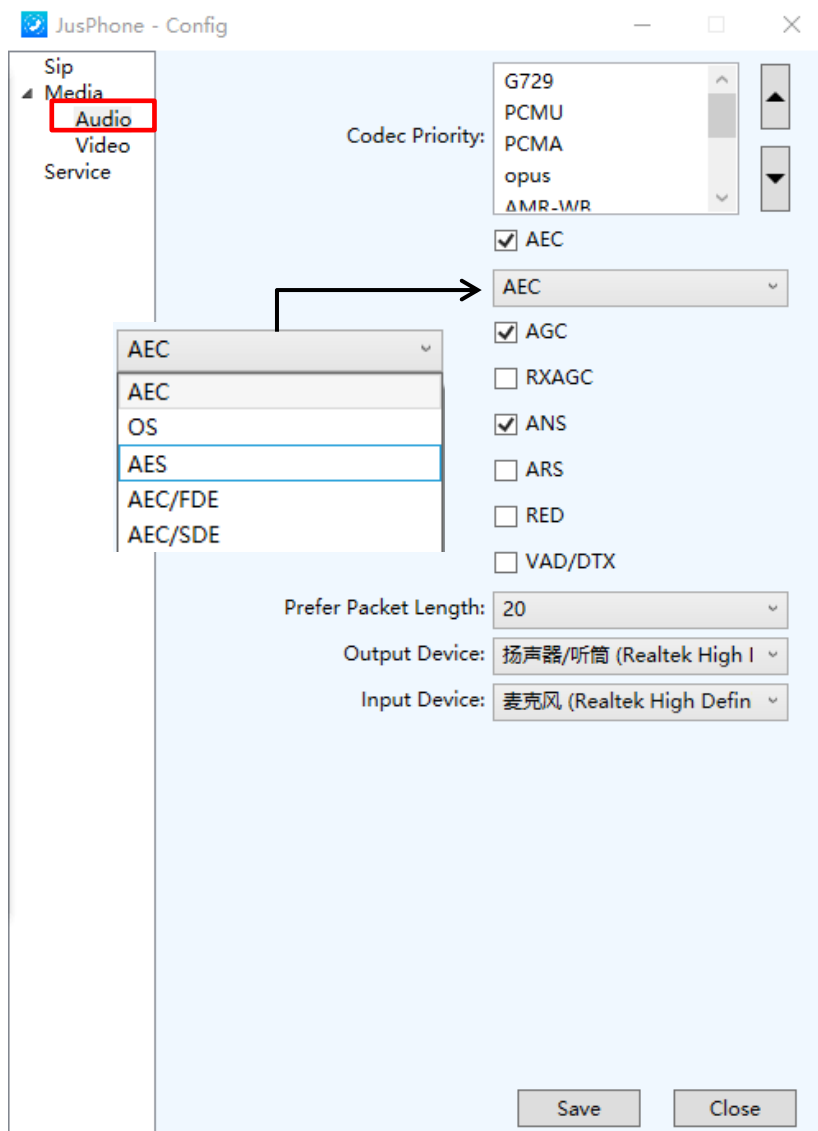 JusPhone - Config
Sip
Media
Audio
Video
Service
Codec Priority:
G729
PCMU
PCMA
opus
AMR-WB
AEC
AEC
AGC
RXAGC
ANS
ARS
RED
VAD/DTX
AEC
AEC
OS
AES
AEC/FDE
AEC/SDE
Prefer Packet Length: 20
Output Device: 扬声器/听筒 (Realtek High I
Input Device: 麦克风 (Realtek High Defin
Save Close